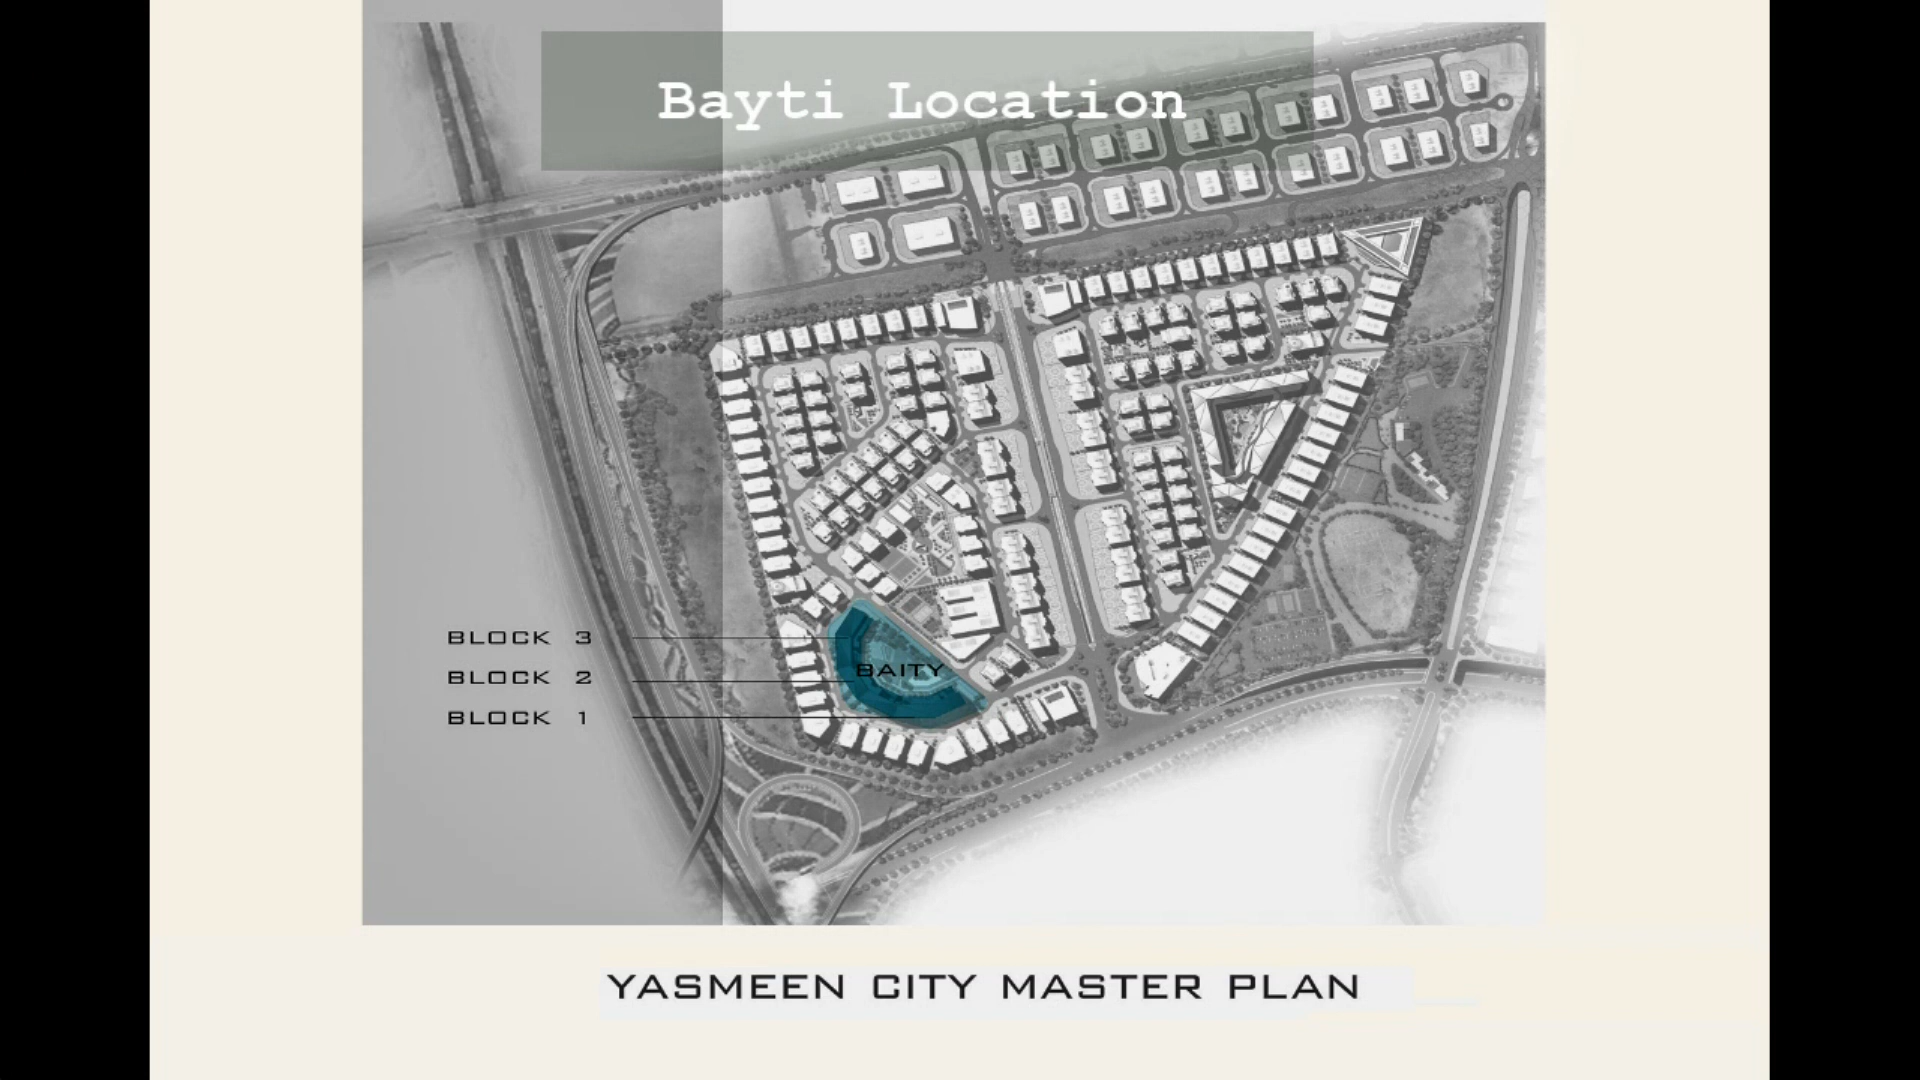 Bayti Location
BLOCK 3
BLOCK 2
BLOCK 1
BAITY
YASMEEN CITY MASTER PLAN